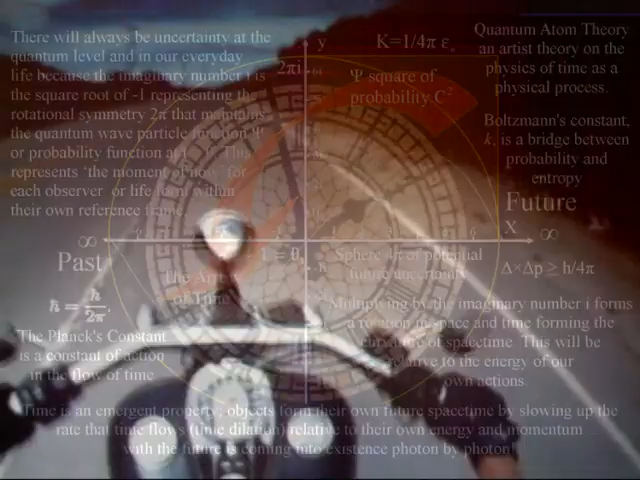 There will always be uncertainty at the
quantum level and in our everyday
life because the imaginary number i is
the square root of -1 representing the
rotational symmetry 2π that maintains
the quantum wave particle function Ψ
or probability function
This
represents 'the moment of now' for
each observer or life form within
their own reference frame.
y
K=1/4π ε
2πi
Ψ square of
probability C²
Quantum Atom Theory
an artist theory on the
physics of time as a
physical process.
Boltzmann's constant,
k, is a bridge between
probability and
entropy
Future
x
∞
∞
Past
t = 0
Sphere 4π of potential
future uncertainty
Δ×Δp ≥ h/4π
The Art
of Time
ħ = h/2π
Multiplying by the imaginary number i forms
a rotation in space and time forming the
curvature of spacetime. This will be
relative to the energy of our
own actions.
The Planck's Constant
is a constant of action
in the flow of time
Time is an emergent property; objects form their own future spacetime by slowing up the
rate that time flows (time dilation) relative to their own energy and momentum
with the future is coming into existence photon by photon